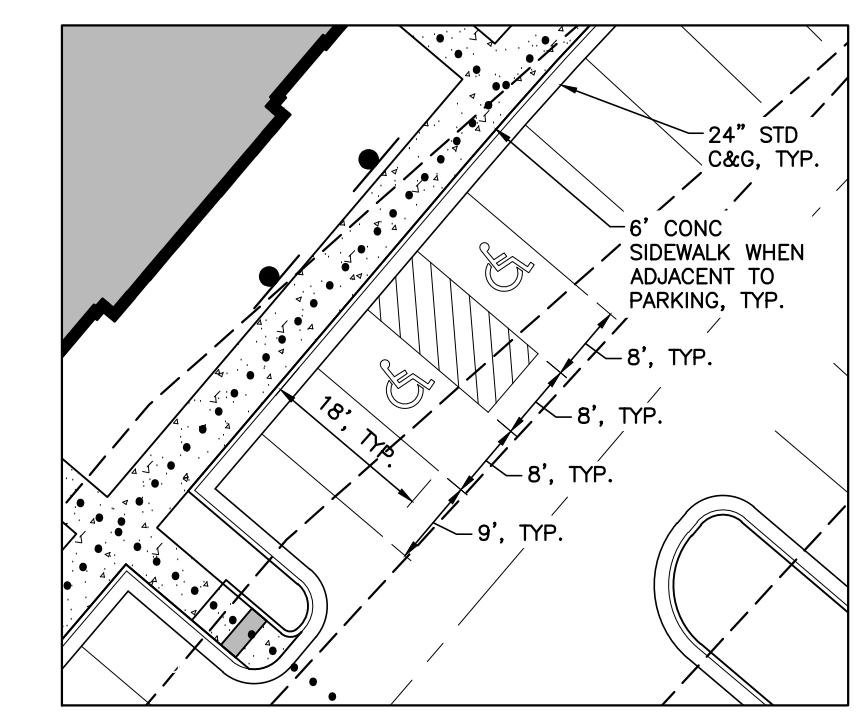 24" STD
C&G, TYP.
6' CONC
SIDEWALK WHEN
ADJACENT TO
PARKING, TYP.
8', TYP.
8', TYP.
8', TYP.
18', TYP.
9', TYP.